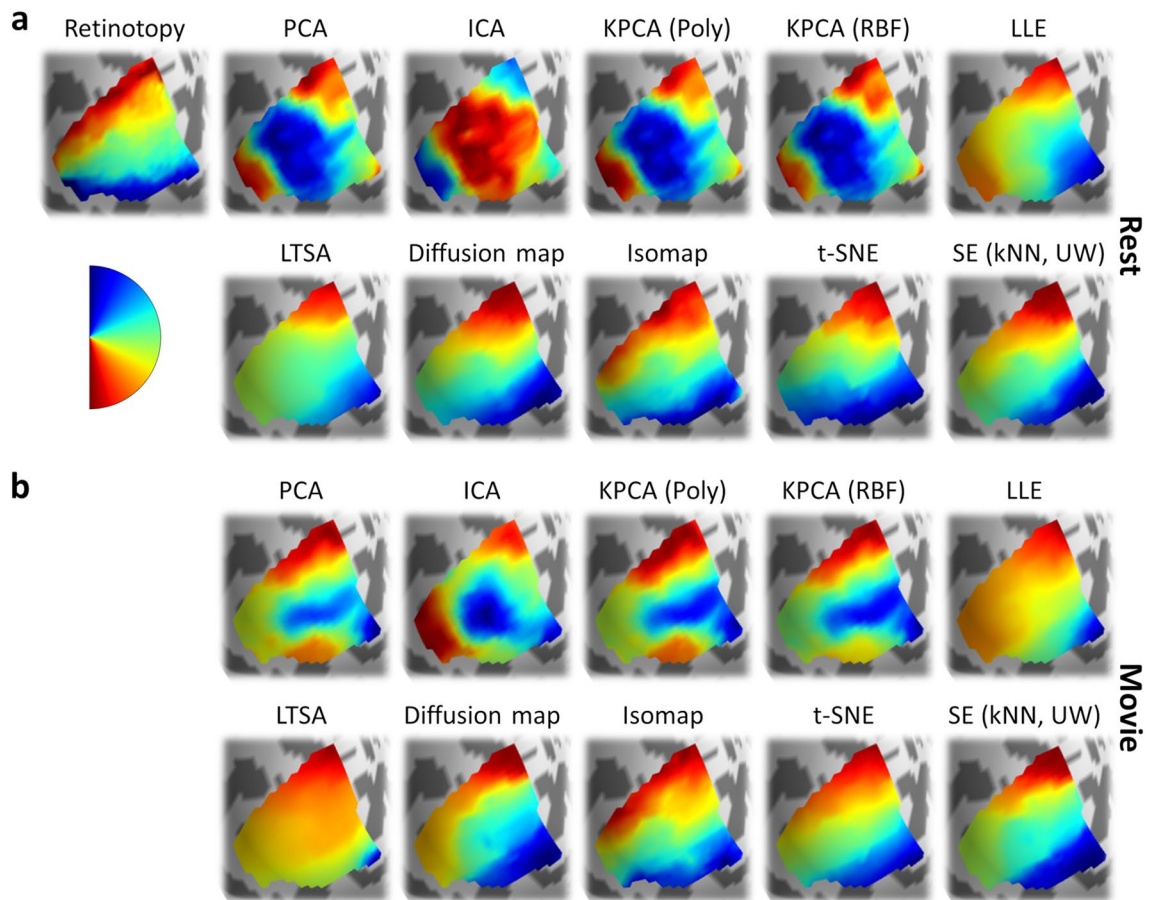 a
Retinotopy PCA ICA KPCA (Poly) KPCA (RBF) LLE
Rest
LTSA Diffusion map Isomap t-SNE SE (kNN, UW)
b
PCA ICA KPCA (Poly) KPCA (RBF) LLE
Movie
LTSA Diffusion map Isomap t-SNE SE (kNN, UW)